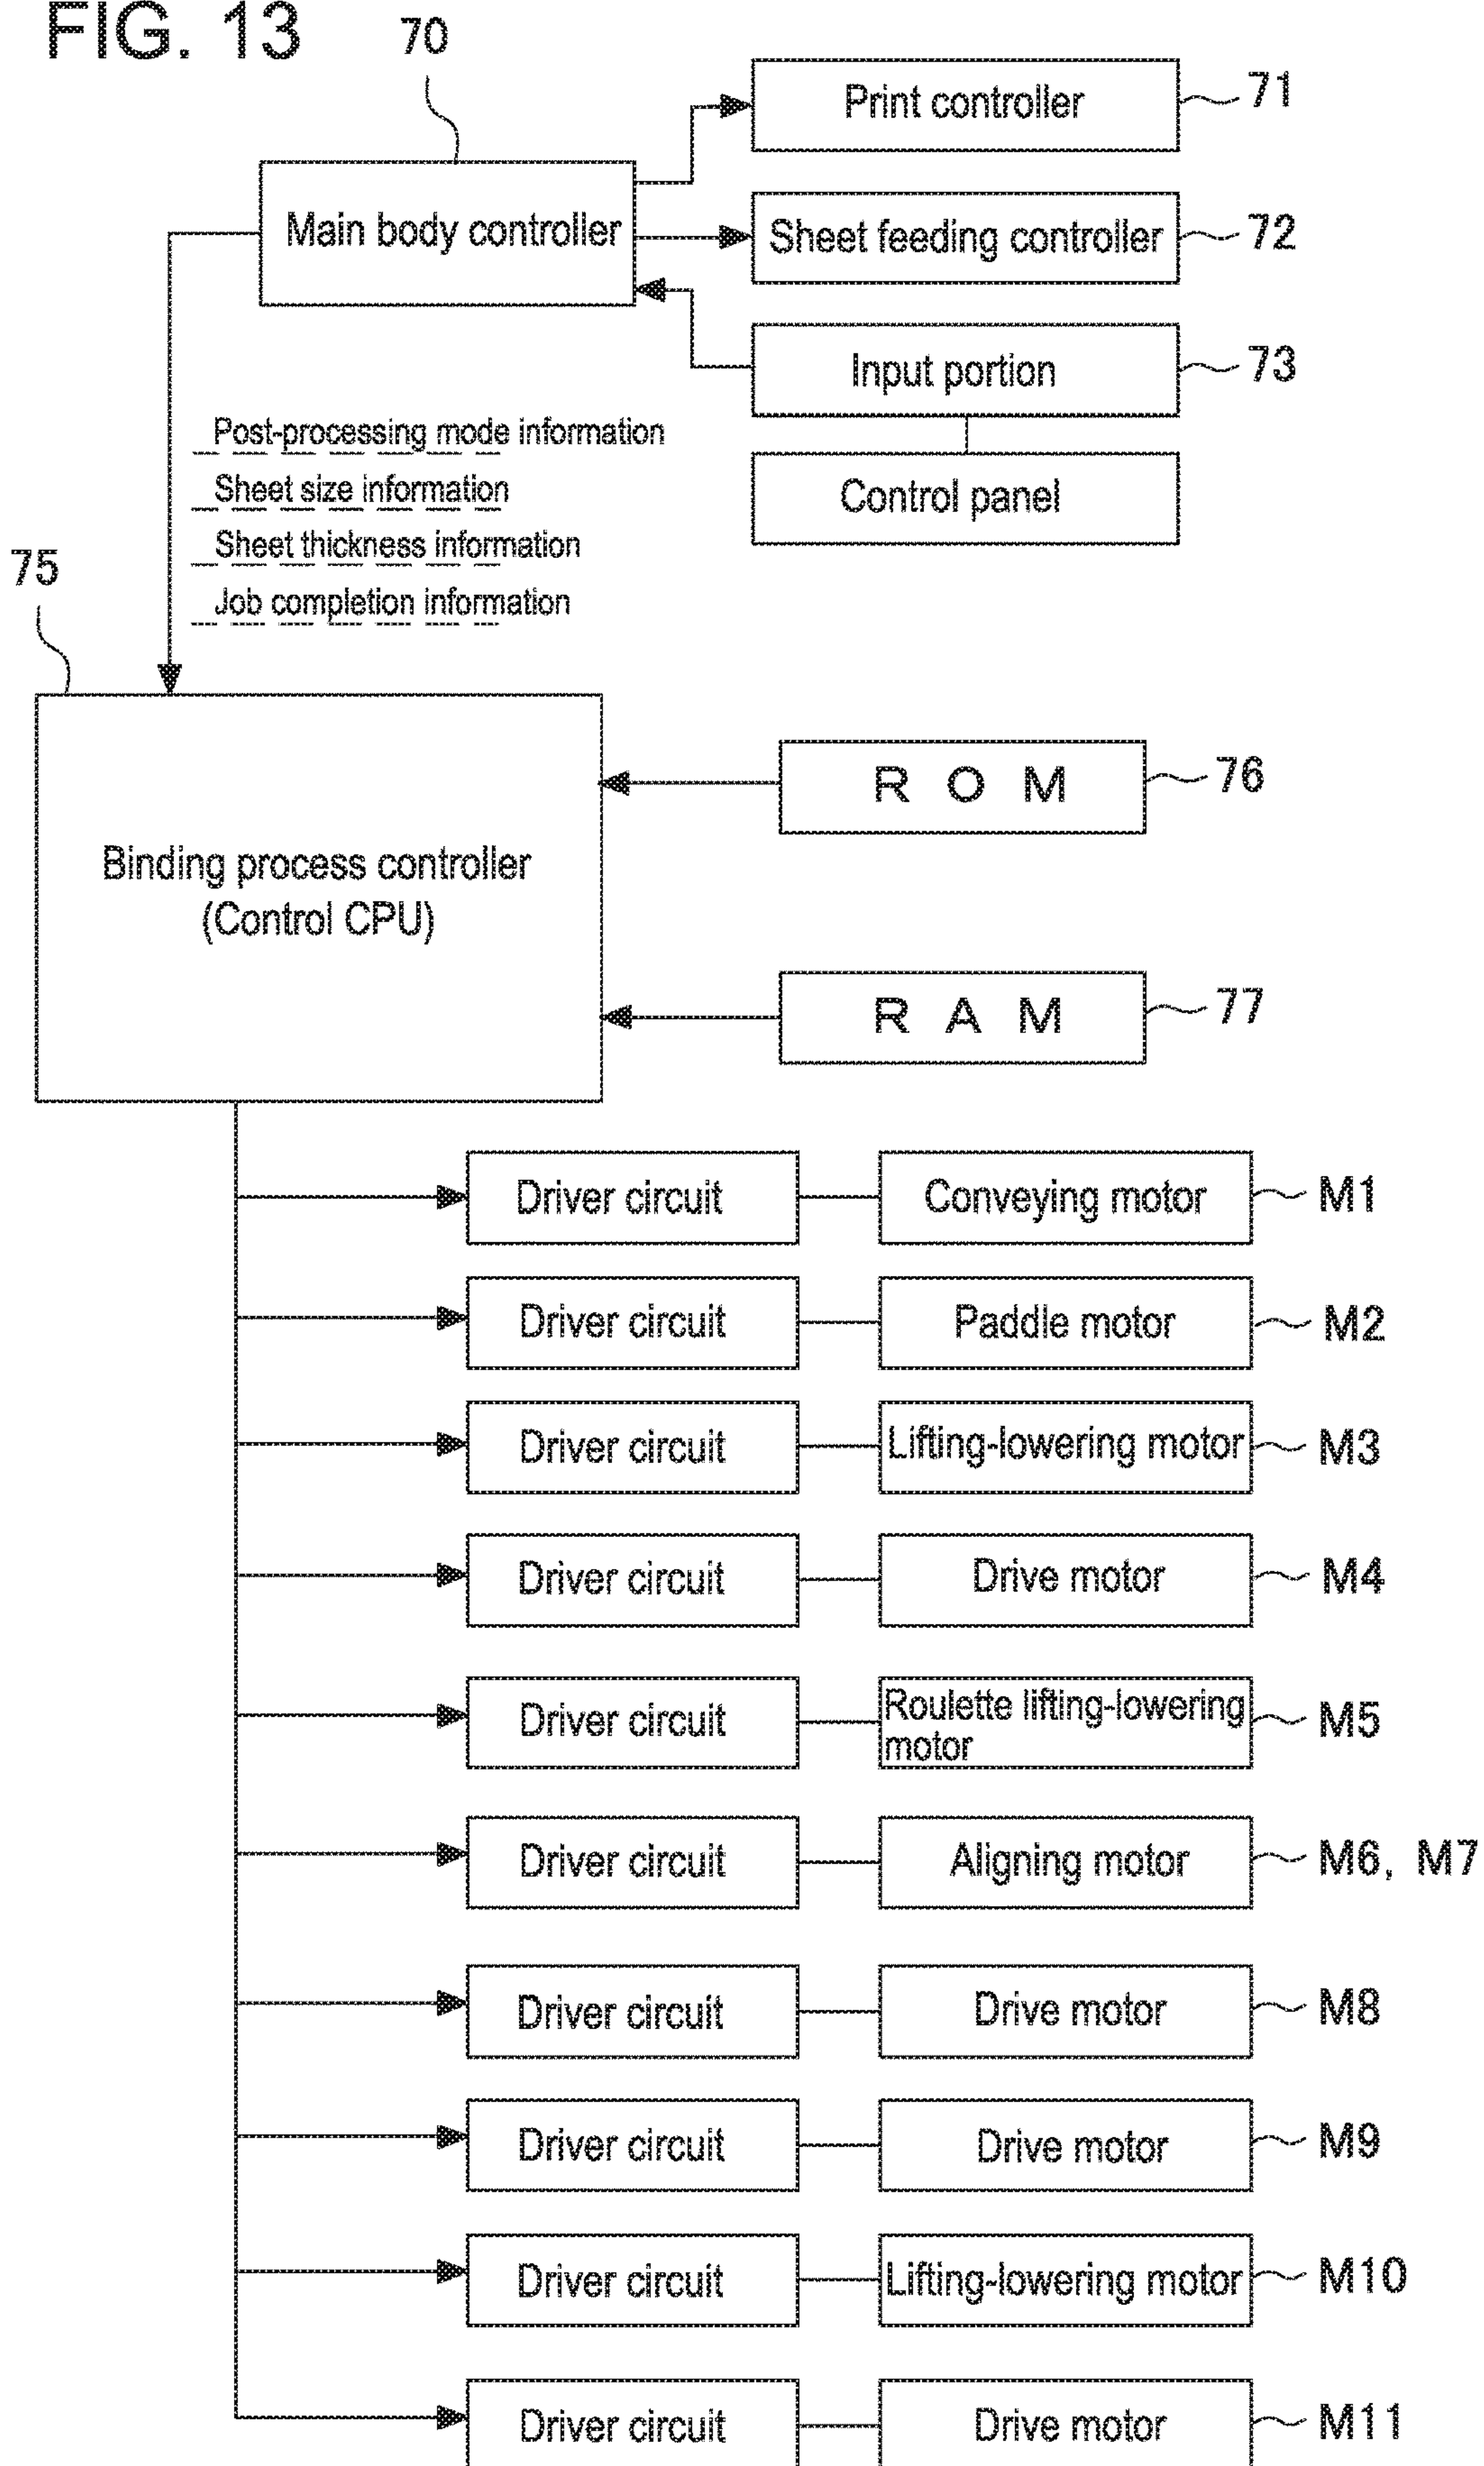 FIG. 13
70
Print controller
71
Main body controller
Sheet feeding controller
72
Input portion
73
Post-processing mode information
Control panel
Sheet size information
Sheet thickness information
75
Job completion information
R O M
76
Binding process controller
(Control CPU)
R A M
77
Driver circuit
Conveying motor
M1
Driver circuit
Paddle motor
M2
Driver circuit
Lifting-lowering motor
M3
Driver circuit
Drive motor
M4
Driver circuit
Roulette lifting-lowering
motor
M5
Driver circuit
Aligning motor
M6, M7
Driver circuit
Drive motor
M8
Driver circuit
Drive motor
M9
Driver circuit
Lifting-lowering motor
M10
Driver circuit
Drive motor
M11